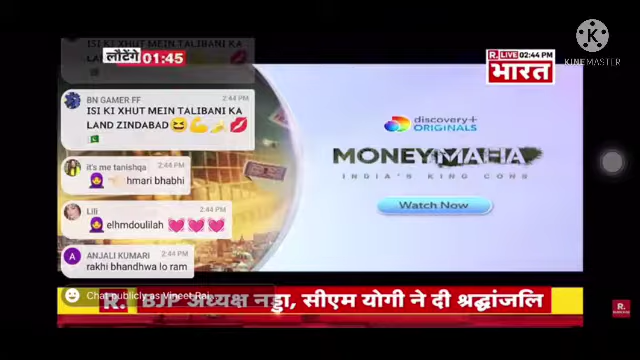 ISI KI XHUT MEIN TALIBANI KA
लौटेंगे 01:45
R. LIVE 02:44 PM
भारत
KINEMASTER
BN GAMER FF 2:44 PM
ISI KI XHUT MEIN TALIBANI KA
LAND ZINDABAD😆💪🍌💋
🇵🇰
it's me tanishqa 2:44 PM
hmari bhabhi
Lili 2:44 PM
🧕elhmdoulilah 💓💓💓
ANJALI KUMARI 2:44 PM
A
rakhi bhandhwa lo ram
discovery+
ORIGINALS
MONEY MAFIA
INDIA'S KING CONS
Watch Now
Chat publicly as Vineet Raj
R. BJP अध्यक्ष नड्डा, सीएम योगी ने दी श्रद्धांजलि
R.